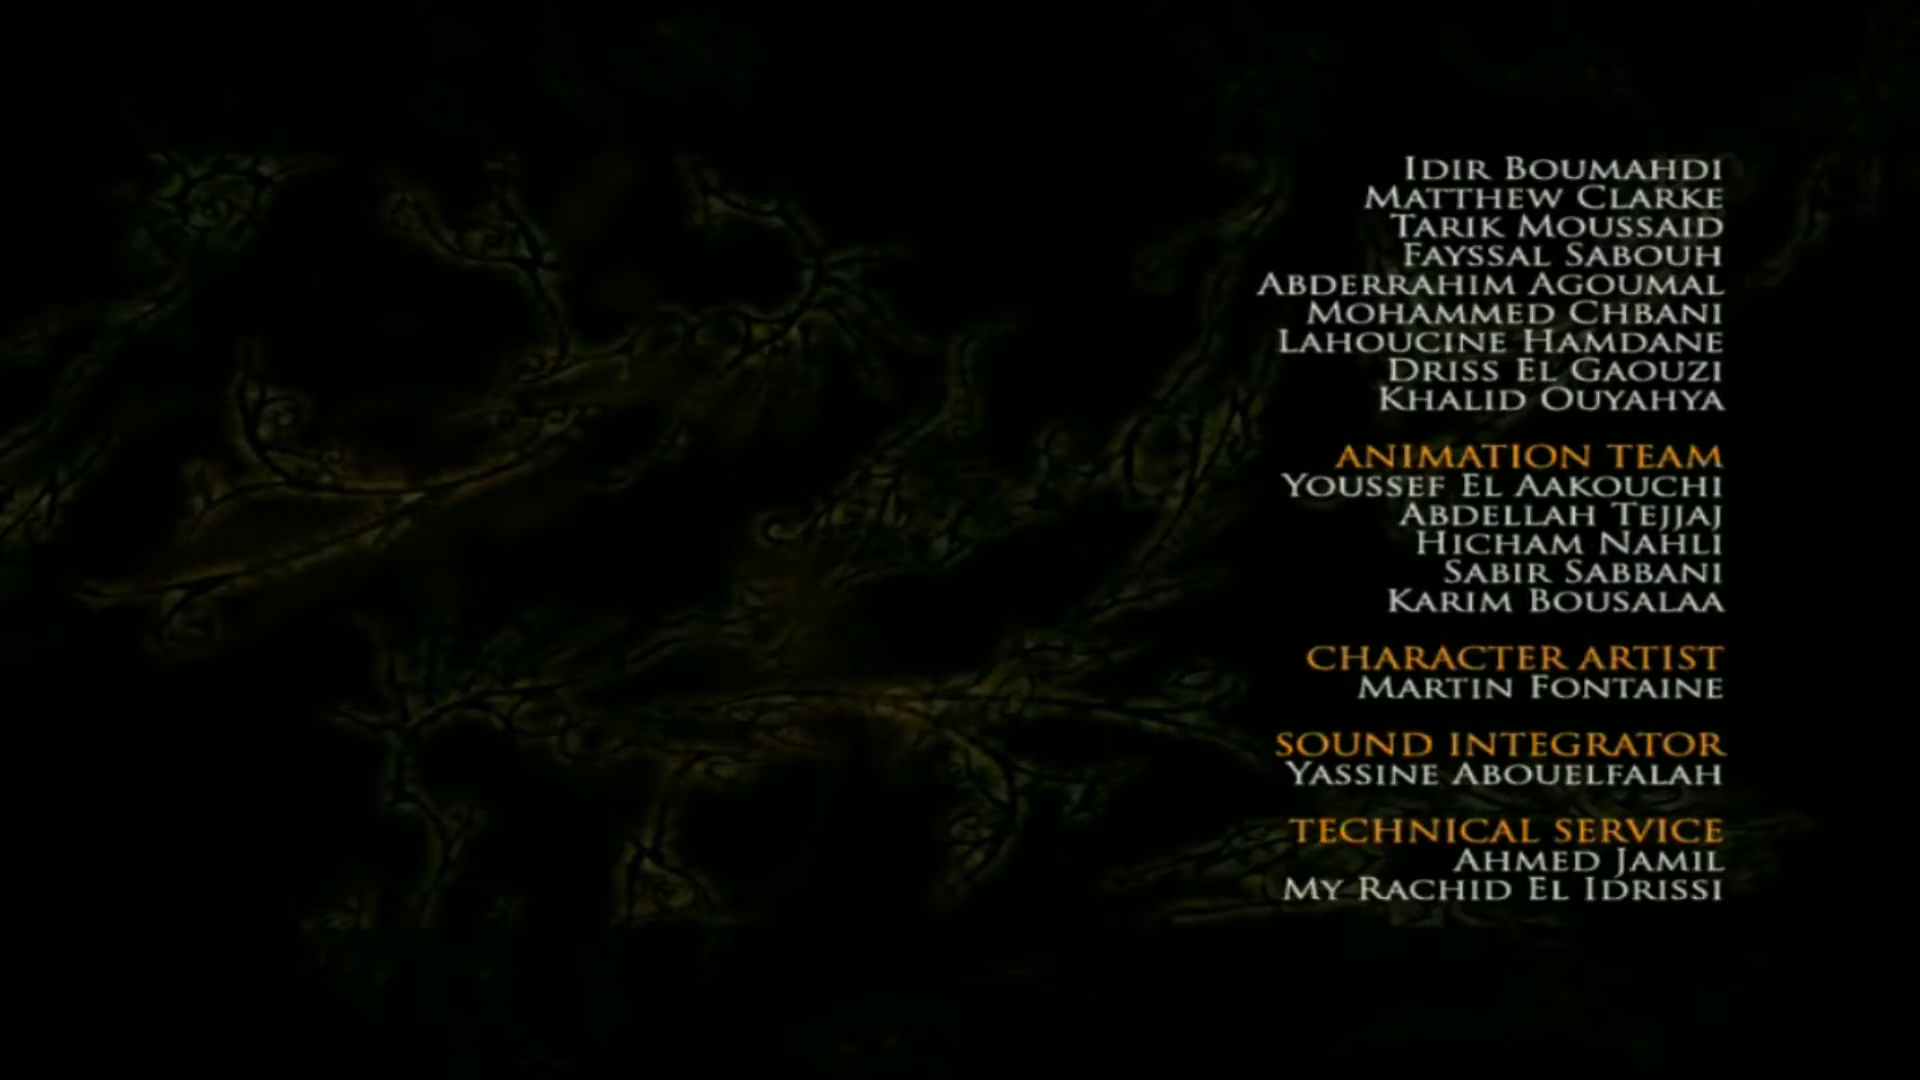 Idir Boumahdi
Matthew Clarke
Tarik Moussaid
Fayssal Sabouh
Abderrahim Agoumal
Mohammed Chbani
Lahoucine Hamdane
Driss El Gaouzi
Khalid Ouyahya
ANIMATION TEAM
Youssef El Aakouchi
Abdellah Tejjaj
Hicham Nahli
Sabir Sabbani
Karim Bousalaa
CHARACTER ARTIST
Martin Fontaine
SOUND INTEGRATOR
Yassine Abouelfalah
TECHNICAL SERVICE
Ahmed Jamil
My Rachid El Idrissi